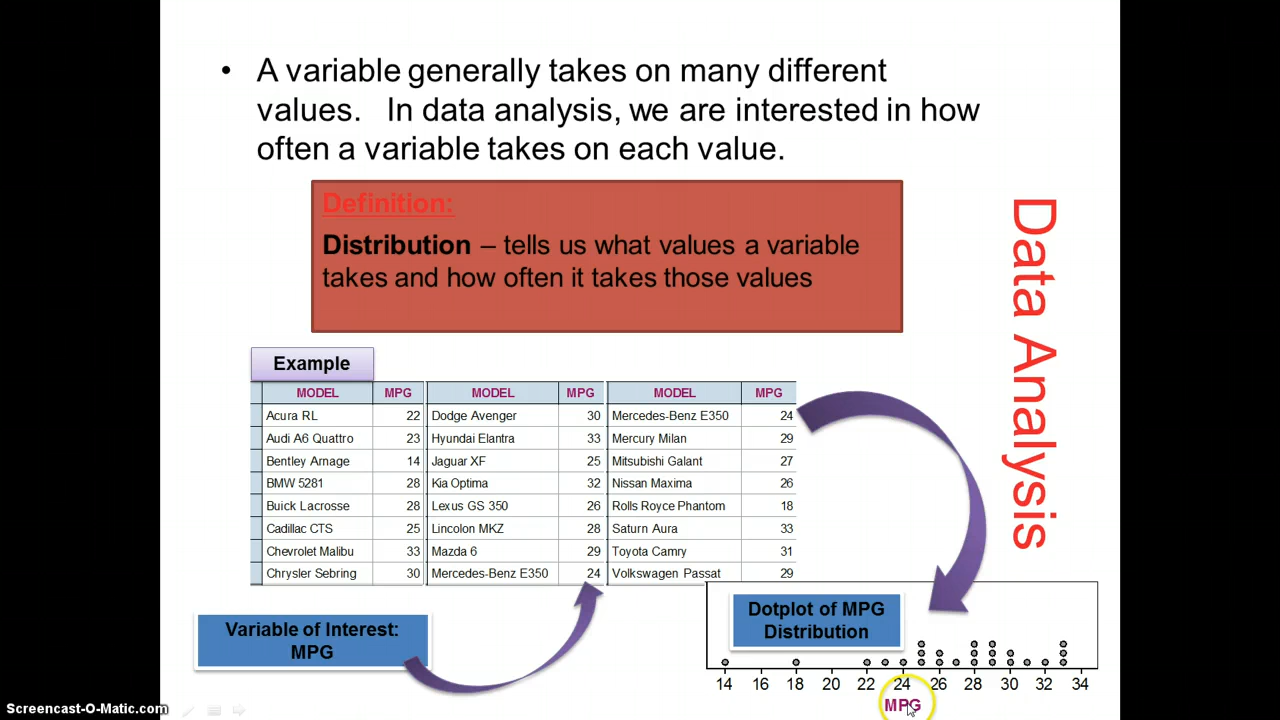 • A variable generally takes on many different
values. In data analysis, we are interested in how
often a variable takes on each value.
Definition:
Distribution – tells us what values a variable
takes and how often it takes those values
Data Analysis
Example
MODEL MPG MODEL MPG MODEL MPG
Acura RL 22 Dodge Avenger 30 Mercedes-Benz E350 24
Audi A6 Quattro 23 Hyundai Elantra 33 Mercury Milan 29
Bentley Arnage 14 Jaguar XF 25 Mitsubishi Galant 27
BMW 5281 28 Kia Optima 32 Nissan Maxima 26
Buick Lacrosse 28 Lexus GS 350 26 Rolls Royce Phantom 18
Cadillac CTS 25 Lincolon MKZ 28 Saturn Aura 33
Chevrolet Malibu 33 Mazda 6 29 Toyota Camry 31
Chrysler Sebring 30 Mercedes-Benz E350 24 Volkswagen Passat 29
Variable of Interest:
MPG
Dotplot of MPG
Distribution
14 16 18 20 22 24 26 28 30 32 34
MPG
Screencast-O-Matic.com